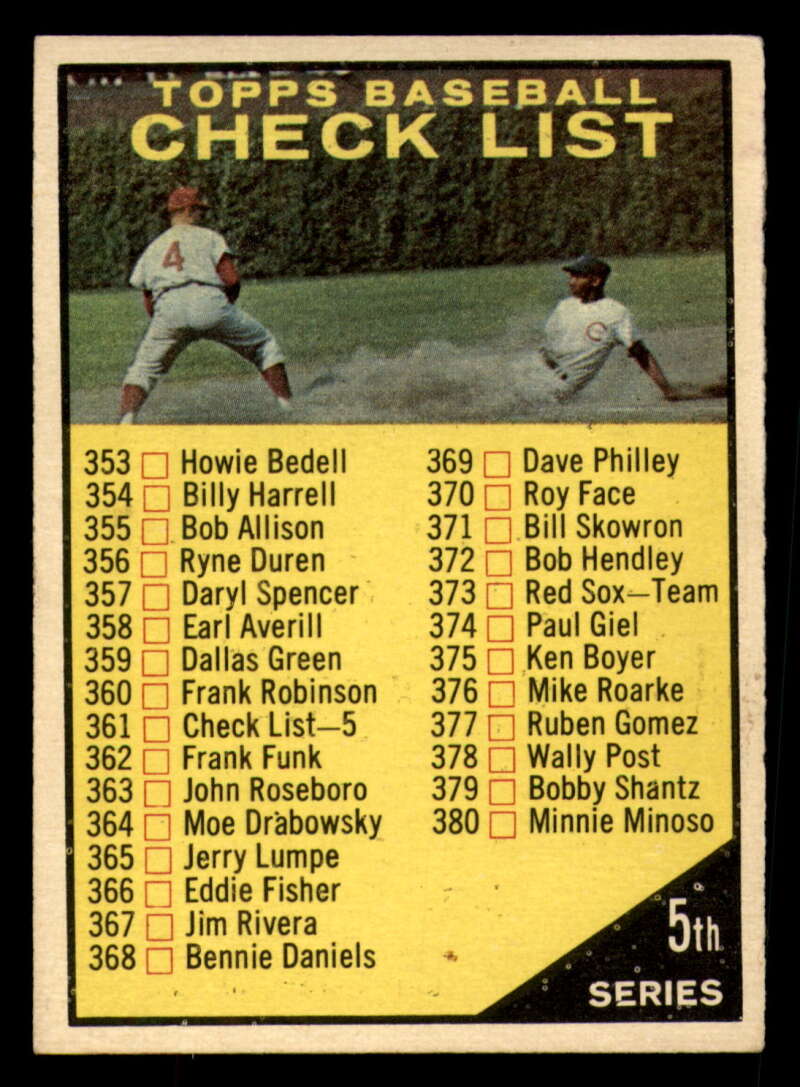 TOPPS BASEBALL
CHECK LIST
4
C
353 Howie Bedell
354 Billy Harrell
355 Bob Allison
356 Ryne Duren
357 Daryl Spencer
358 Earl Averill
359 Dallas Green
360 Frank Robinson
361 Check List—5
362 Frank Funk
363 John Roseboro
364 Moe Drabowsky
365 Jerry Lumpe
366 Eddie Fisher
367 Jim Rivera
368 Bennie Daniels
369 Dave Philley
370 Roy Face
371 Bill Skowron
372 Bob Hendley
373 Red Sox—Team
374 Paul Giel
375 Ken Boyer
376 Mike Roarke
377 Ruben Gomez
378 Wally Post
379 Bobby Shantz
380 Minnie Minoso
5th
SERIES